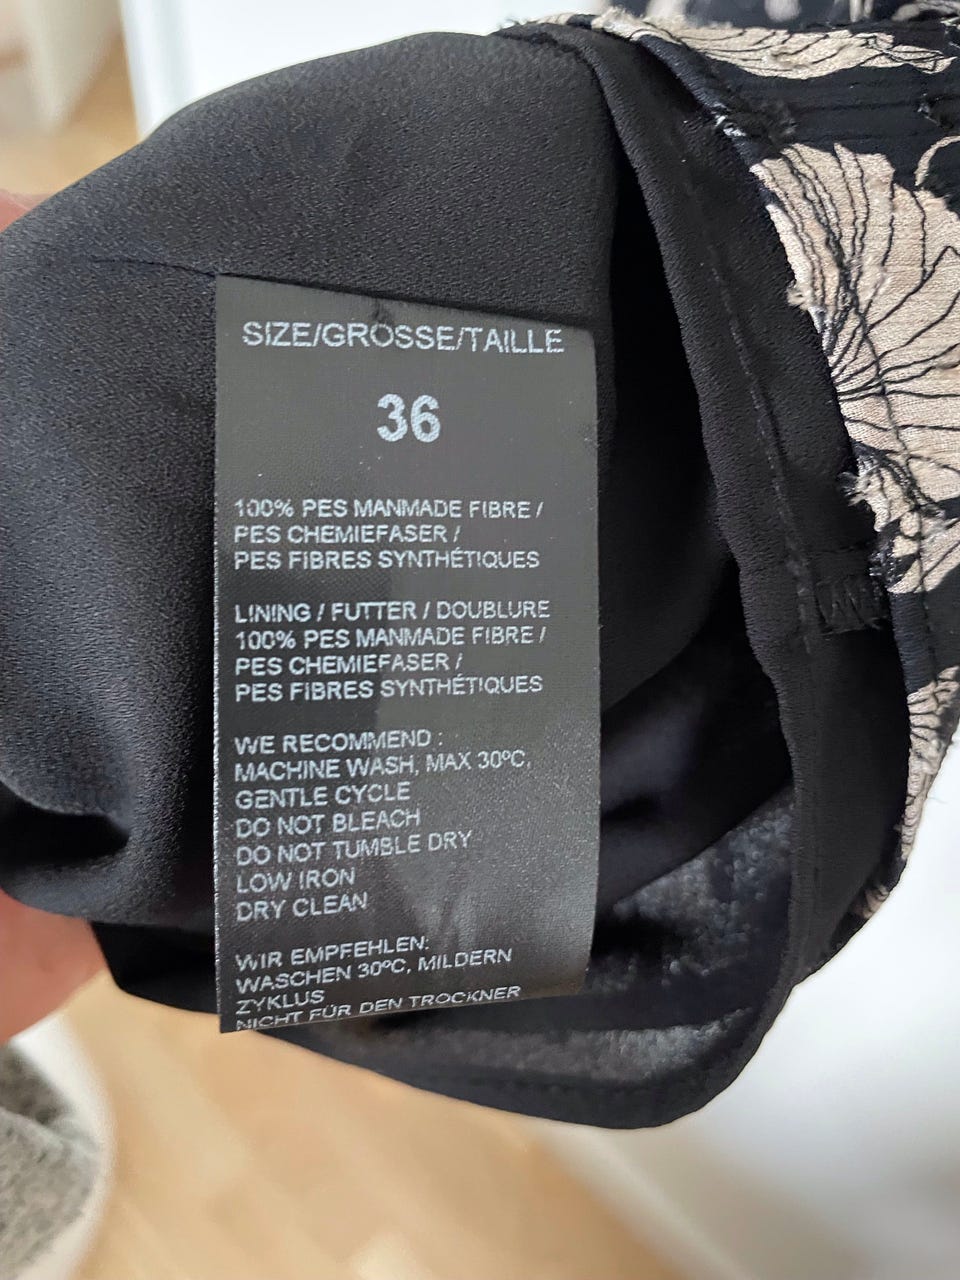 SIZE/GROSSE/TAILLE
36
100% PES MANMADE FIBRE /
PES CHEMIEFASER /
PES FIBRES SYNTHÉTIQUES
LINING / FUTTER / DOUBLURE
100% PES MANMADE FIBRE /
PES CHEMIEFASER /
PES FIBRES SYNTHÉTIQUES
WE RECOMMEND :
MACHINE WASH, MAX 30ºC,
GENTLE CYCLE
DO NOT BLEACH
DO NOT TUMBLE DRY
LOW IRON
DRY CLEAN
WIR EMPFEHLEN:
WASCHEN 30ºC, MILDERN
ZYKLUS
NICHT FÜR DEN TROCKNER